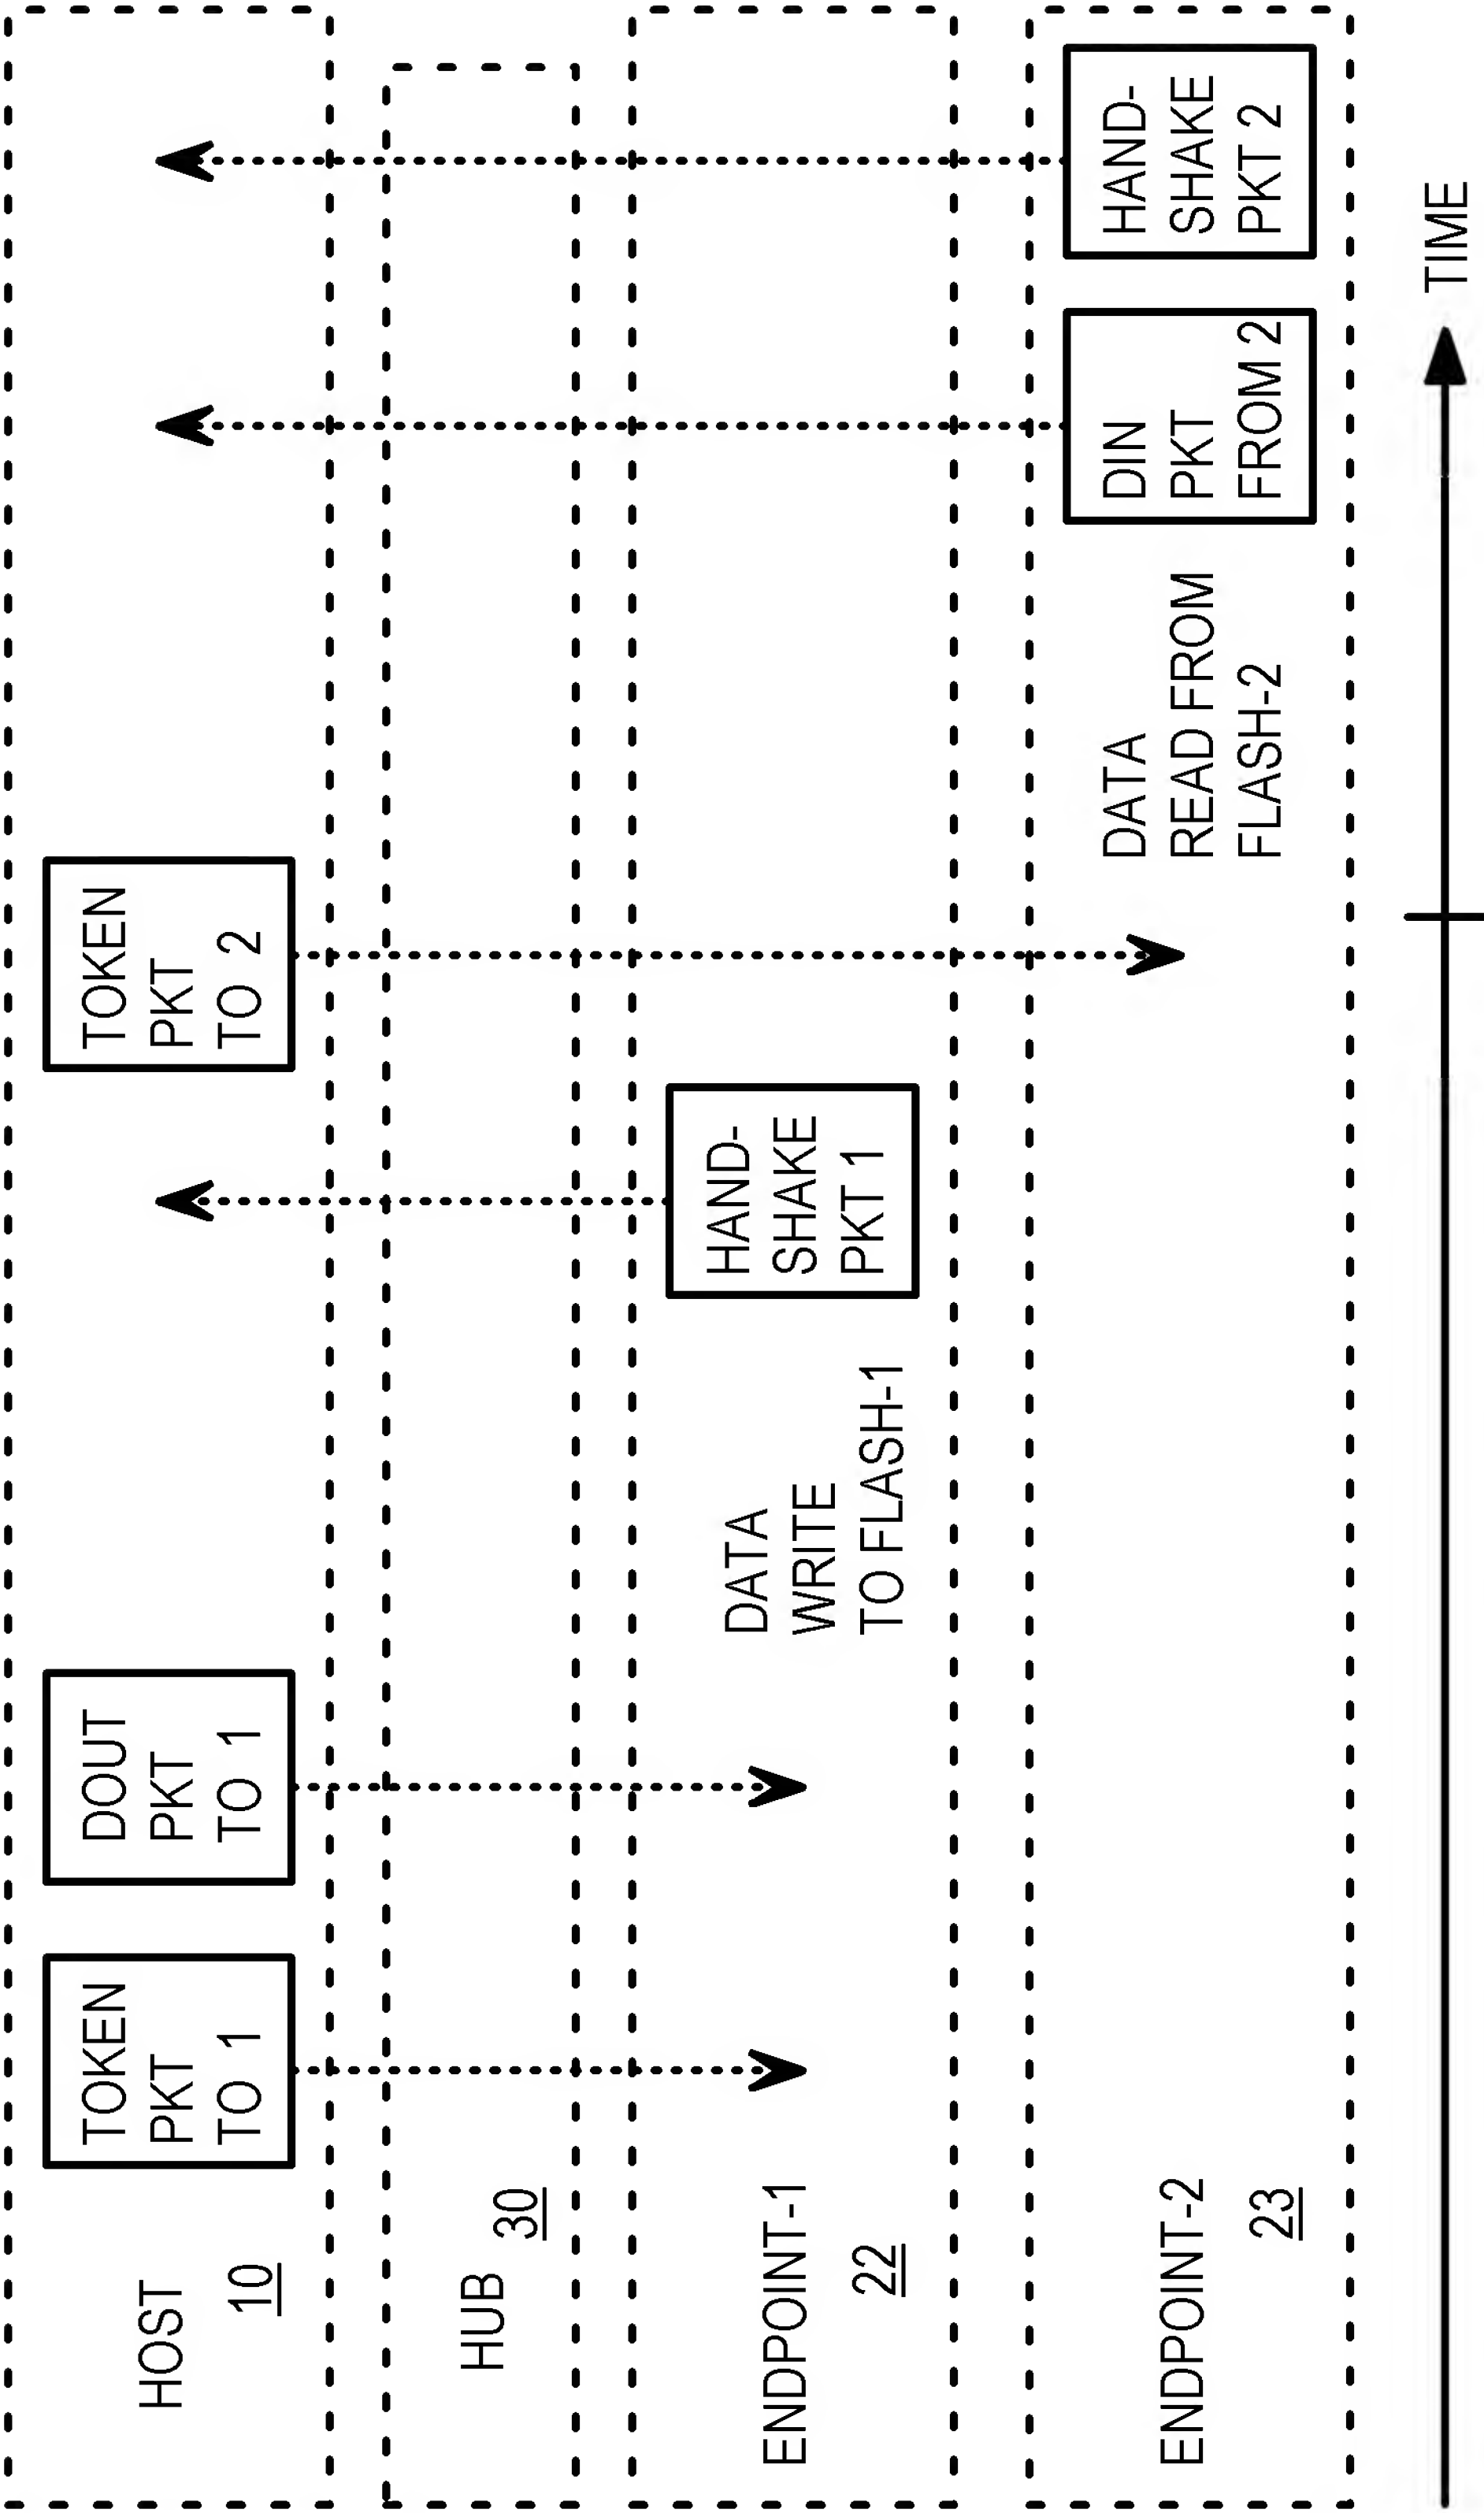 HOST
10
TOKEN
PKT
TO 1
DOUT
PKT
TO 1
TOKEN
PKT
TO 2
HUB
30
ENDPOINT-1
22
DATA
WRITE
TO FLASH-1
HAND-
SHAKE
PKT 1
ENDPOINT-2
23
DATA
READ FROM
FLASH-2
DIN
PKT
FROM 2
HAND-
SHAKE
PKT 2
TIME